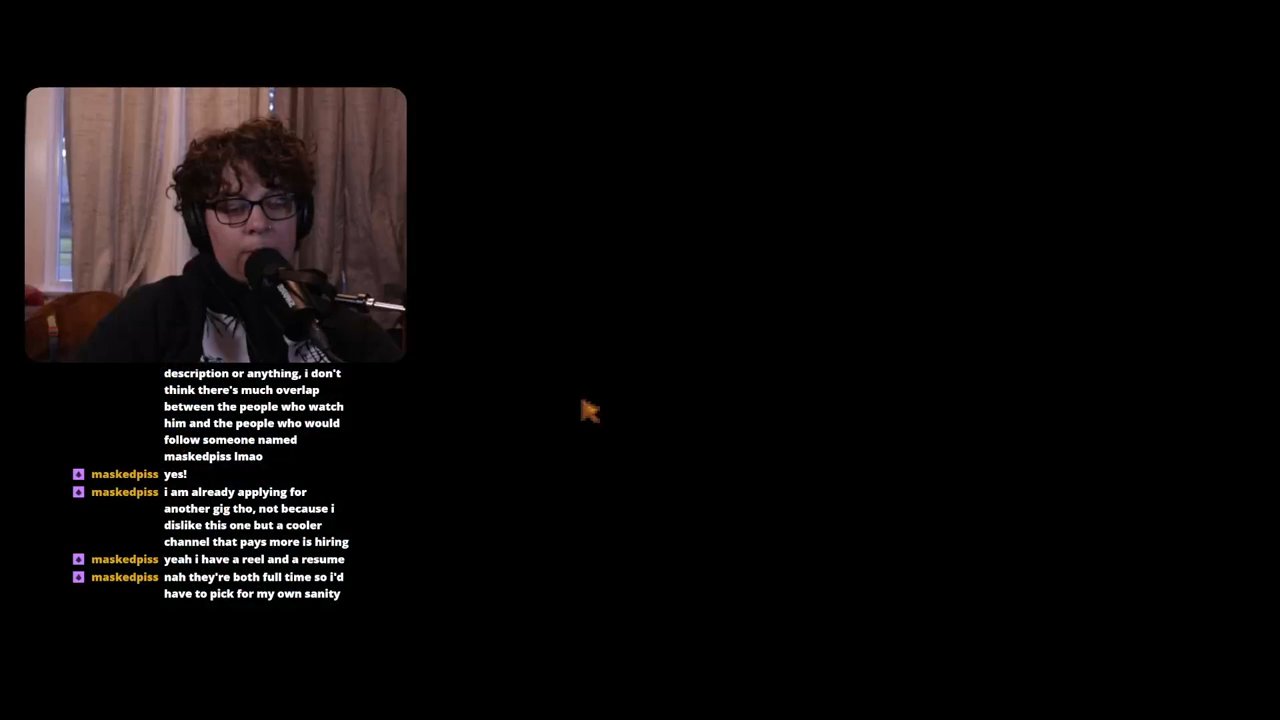 description or anything, i don't
think there's much overlap
between the people who watch
him and the people who would
follow someone named
maskedpiss lmao
maskedpiss yes!
maskedpiss i am already applying for
another gig tho, not because i
dislike this one but a cooler
channel that pays more is hiring
maskedpiss yeah i have a reel and a resume
maskedpiss nah they're both full time so i'd
have to pick for my own sanity